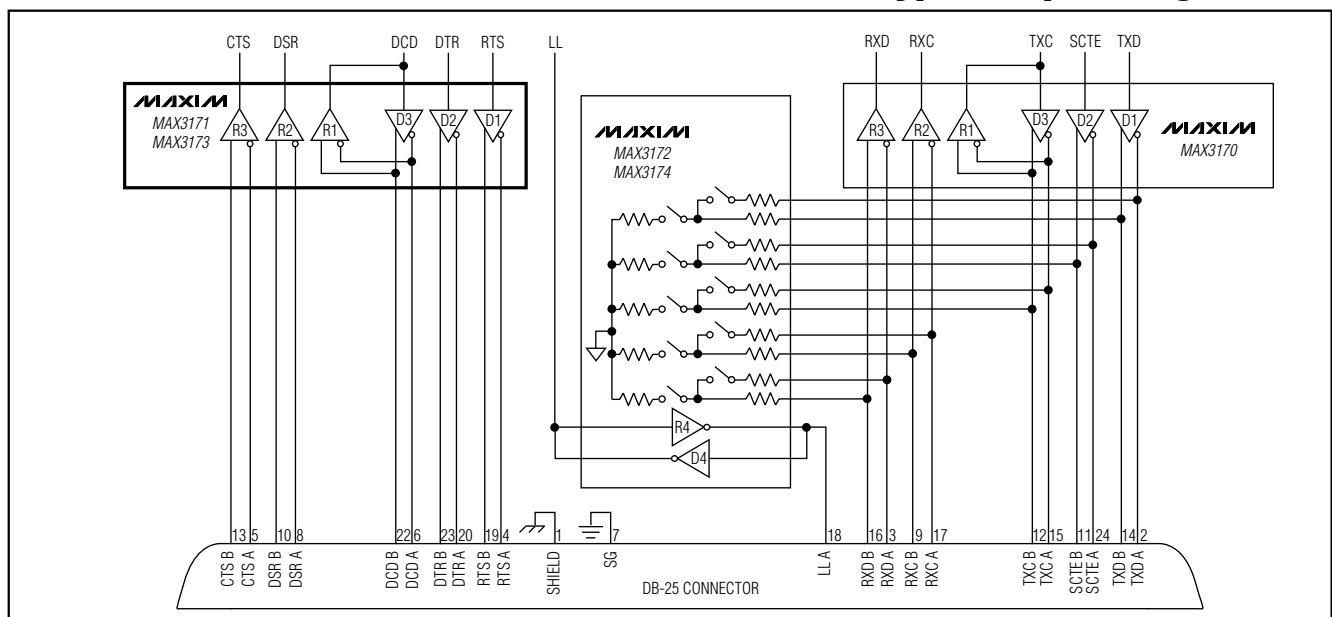 CTS DSR DCD DTR RTS LL RXD RXC TXC SCTE TXD
MAXIM
MAX3171
MAX3173
R3 R2 R1 D3 D2 D1
MAXIM
MAX3172
MAX3174
R3 R2 R1 D3 D2 D1
MAXIM
MAX3170
R4
D4
13 5 10 8 22 6 23 20 19 4 1 7 18 16 3 9 17 12 15 11 24 14 2
CTS B
CTS A
DSR B
DSR A
DCD B
DCD A
DTR B
DTR A
RTS B
RTS A
SHIELD
SG
LL A
RXD B
RXD A
RXC B
RXC A
TXC B
TXC A
SCTE B
SCTE A
TXD B
TXD A
DB-25 CONNECTOR